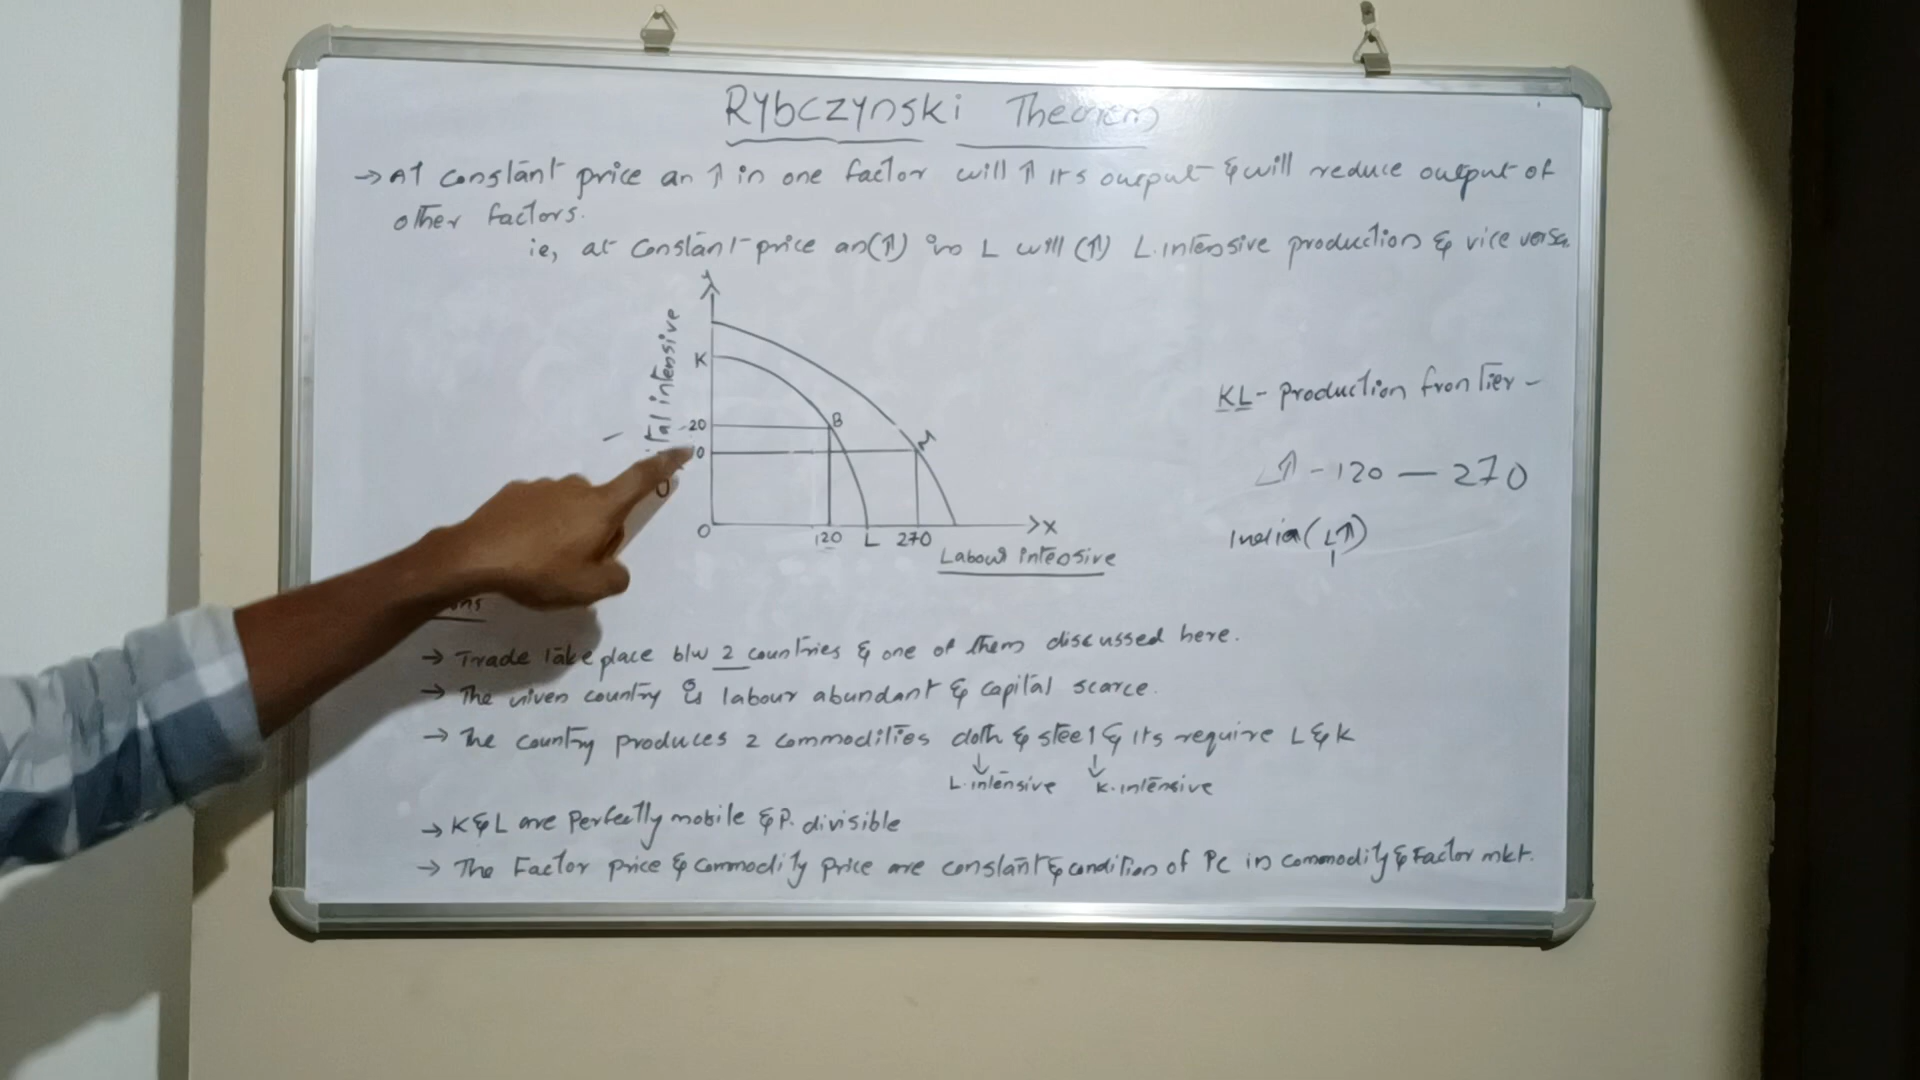 Rybczynski Theorem
→ At constant price an ↑ in one factor will ↑ its output & will reduce output of
other factors.
ie, at constant price an(↑) in L will (↑) L.intensive production & vice versa
Y
tal intensive
K
20
0
B
O
120 L 270
X
Labour intensive
KL - Production frontier -
L↑ - 120 — 270
India (L↑)
ons
→ Trade take place b/w 2 countries & one of them discussed here.
→ The given country is labour abundant & capital scarce.
→ The country produces 2 commodities cloth & steel & its require L & K
↓ ↓
L.intensive K.intensive
→ K & L are Perfectly mobile & P. divisible
→ The Factor price & commodity price are constant & condition of PC in commodity & Factor mkt.